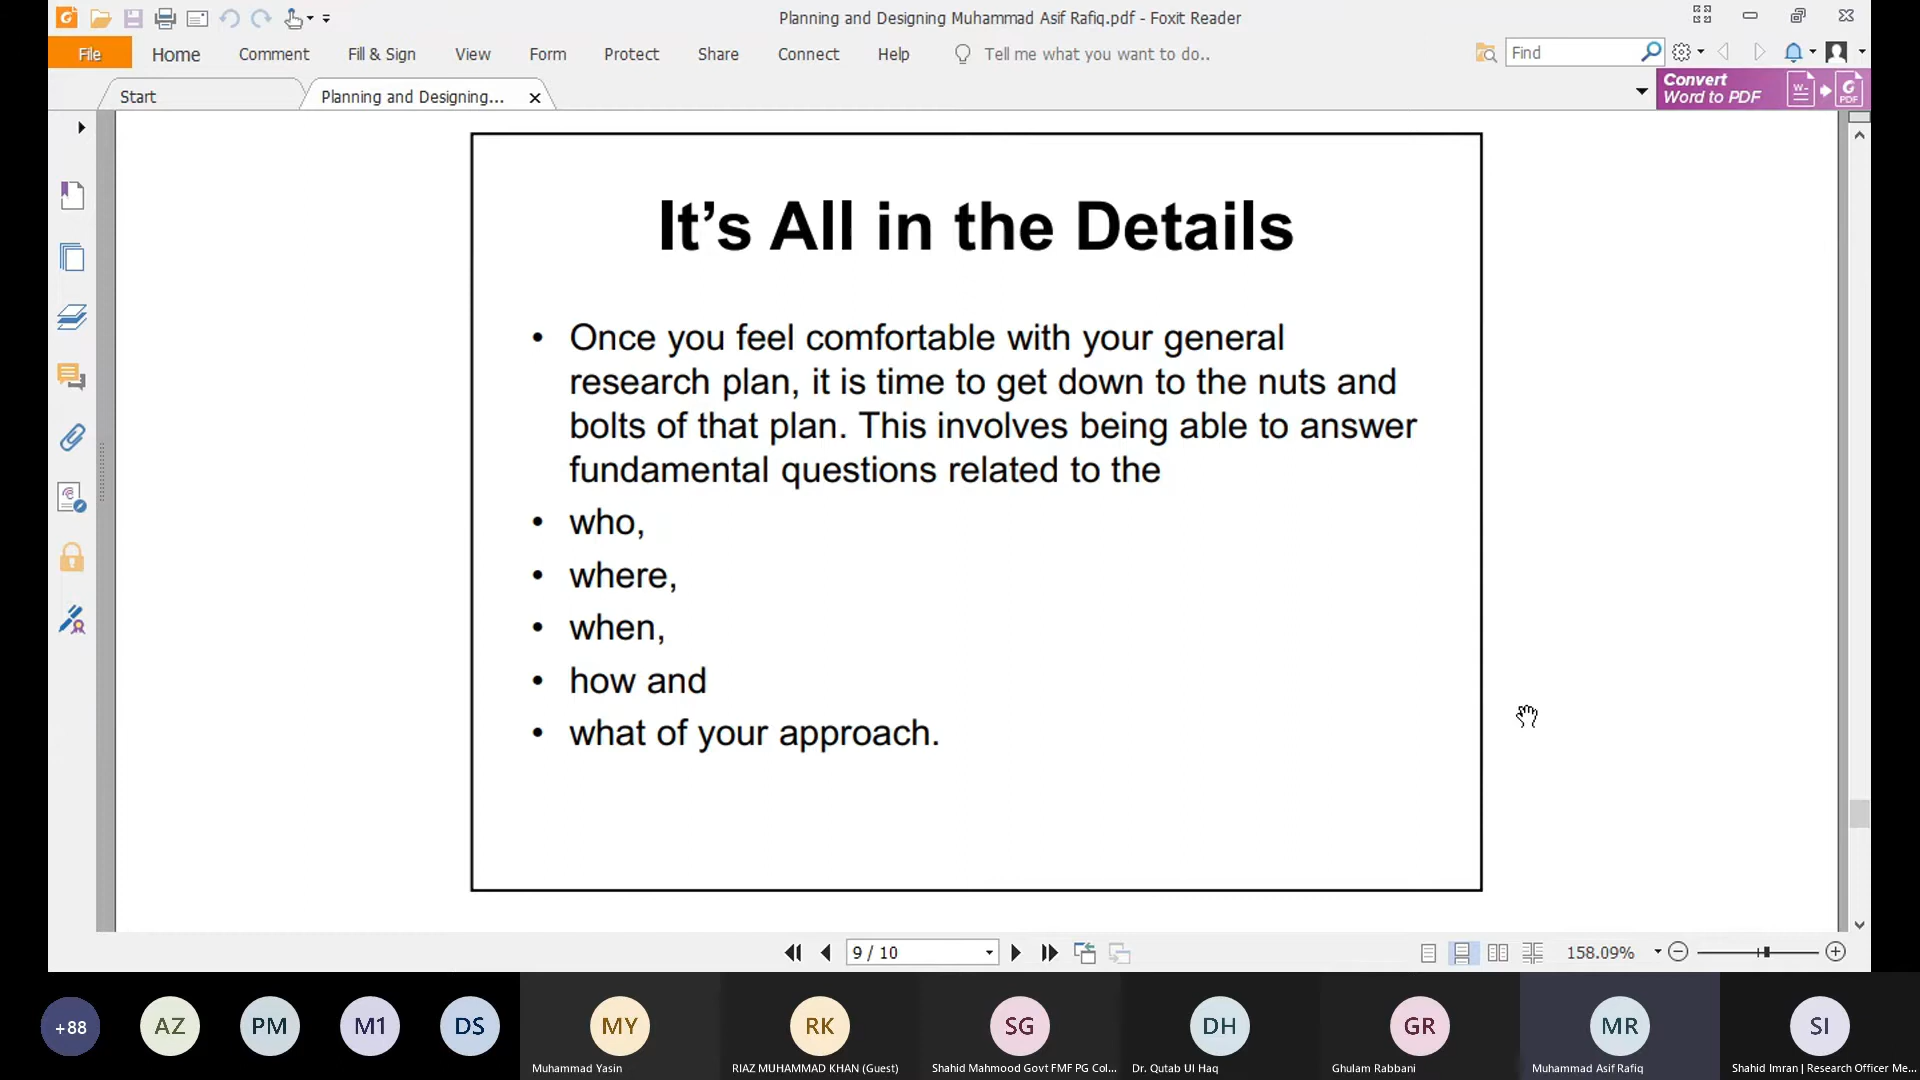 Planning and Designing Muhammad Asif Rafiq.pdf - Foxit Reader
File Home Comment Fill & Sign View Form Protect Share Connect Help Tell me what you want to do.. Find
Start Planning and Designing...
Convert
Word to PDF
It's All in the Details
• Once you feel comfortable with your general
research plan, it is time to get down to the nuts and
bolts of that plan. This involves being able to answer
fundamental questions related to the
• who,
• where,
• when,
• how and
• what of your approach.
9 / 10 158.09%
+88 AZ PM M1 DS MY RK SG DH GR MR SI
Muhammad Yasin RIAZ MUHAMMAD KHAN (Guest) Shahid Mahmood Govt FMF PG Col... Dr. Qutab Ul Haq Ghulam Rabbani Muhammad Asif Rafiq Shahid Imran | Research Officer Me...